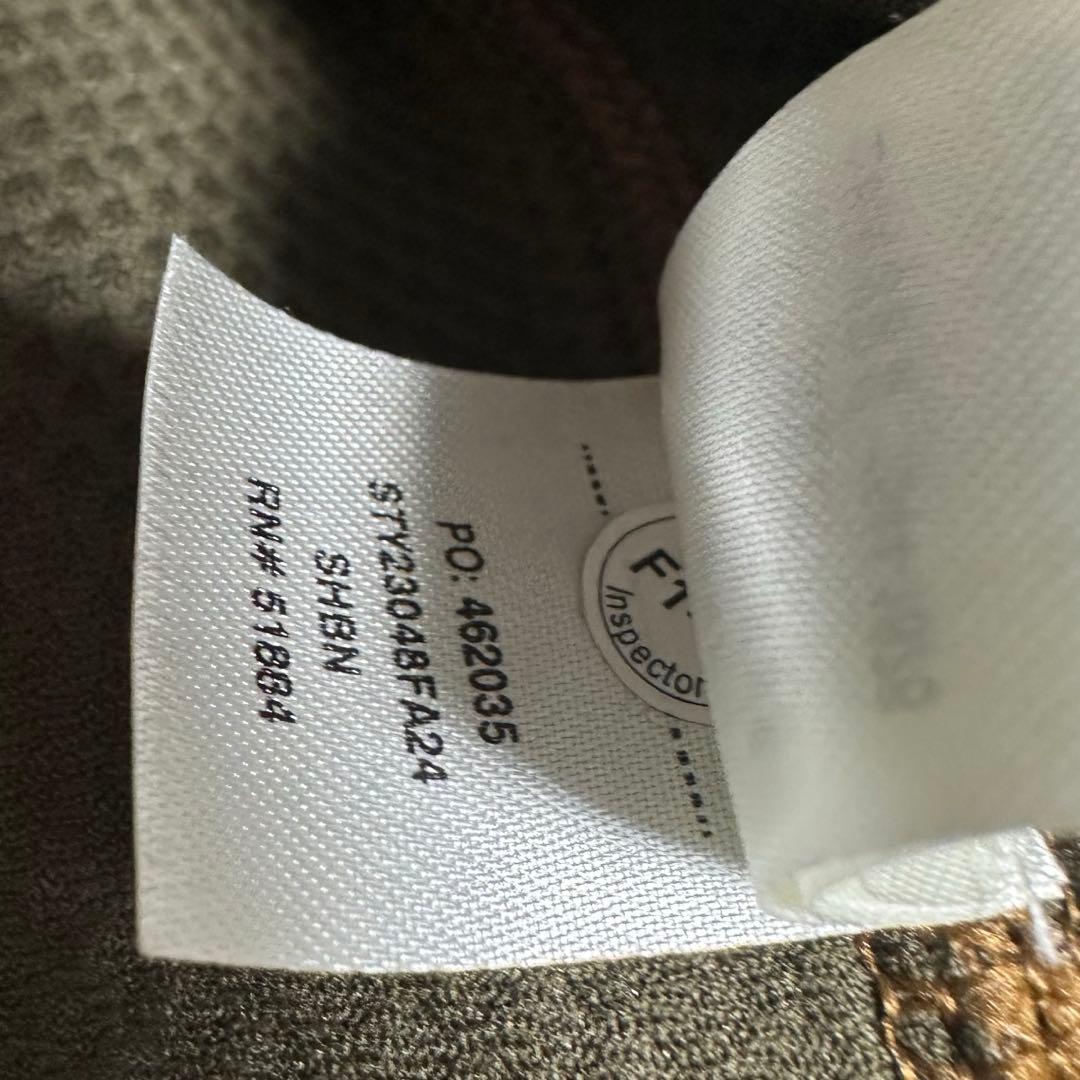 PO: 462035
STY23048FA24
SHBN
RN# 51884
Inspector